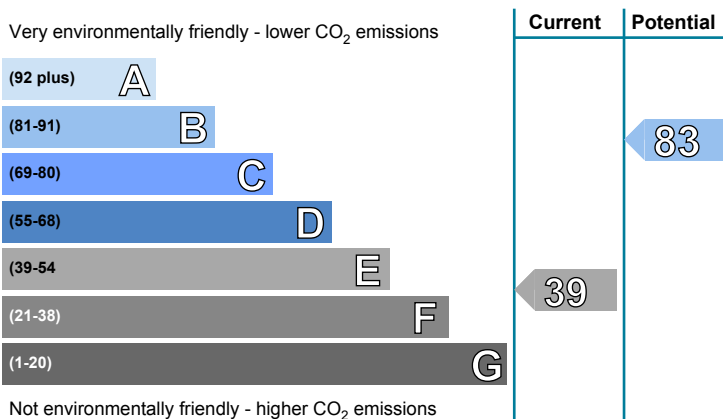 Current Potential
Very environmentally friendly - lower CO2 emissions
(92 plus) A
(81-91) B
83
(69-80) C
(55-68) D
(39-54 E
39
(21-38) F
(1-20) G
Not environmentally friendly - higher CO2 emissions